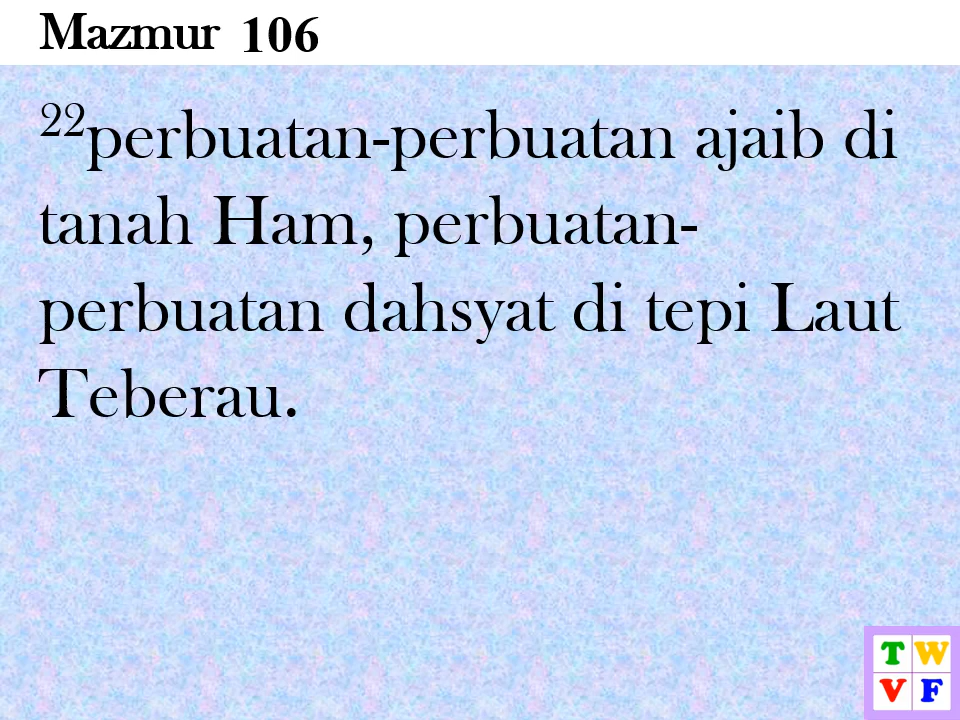 Mazmur 106
22perbuatan-perbuatan ajaib di
tanah Ham, perbuatan-
perbuatan dahsyat di tepi Laut
Teberau.
T W
V F